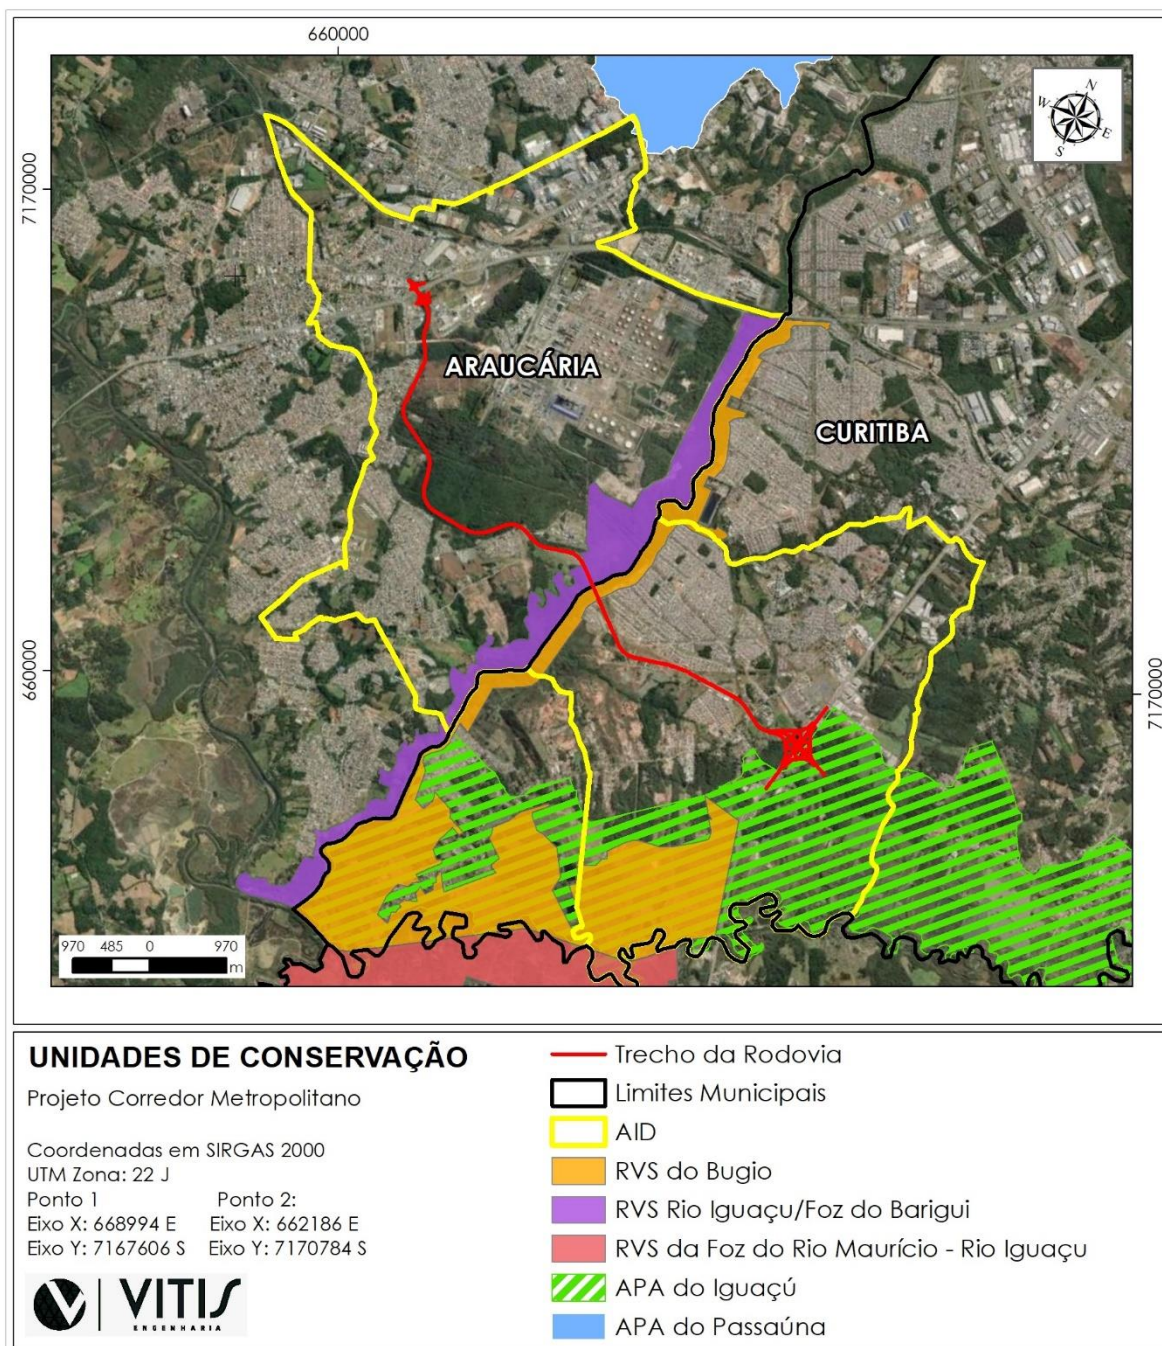 660000
N
W
E
S
7170000
ARAUCÁRIA
CURITIBA
660000
7170000
970 485 0 970
m
UNIDADES DE CONSERVAÇÃO
Projeto Corredor Metropolitano
Coordenadas em SIRGAS 2000
UTM Zona: 22 J
Ponto 1 Ponto 2:
Eixo X: 668994 E Eixo X: 662186 E
Eixo Y: 7167606 S Eixo Y: 7170784 S
VITIS
ENGENHARIA
Trecho da Rodovia
Limites Municipais
AID
RVS do Bugio
RVS Rio Iguaçu/Foz do Barigui
RVS da Foz do Rio Maurício - Rio Iguaçu
APA do Iguaçú
APA do Passaúna